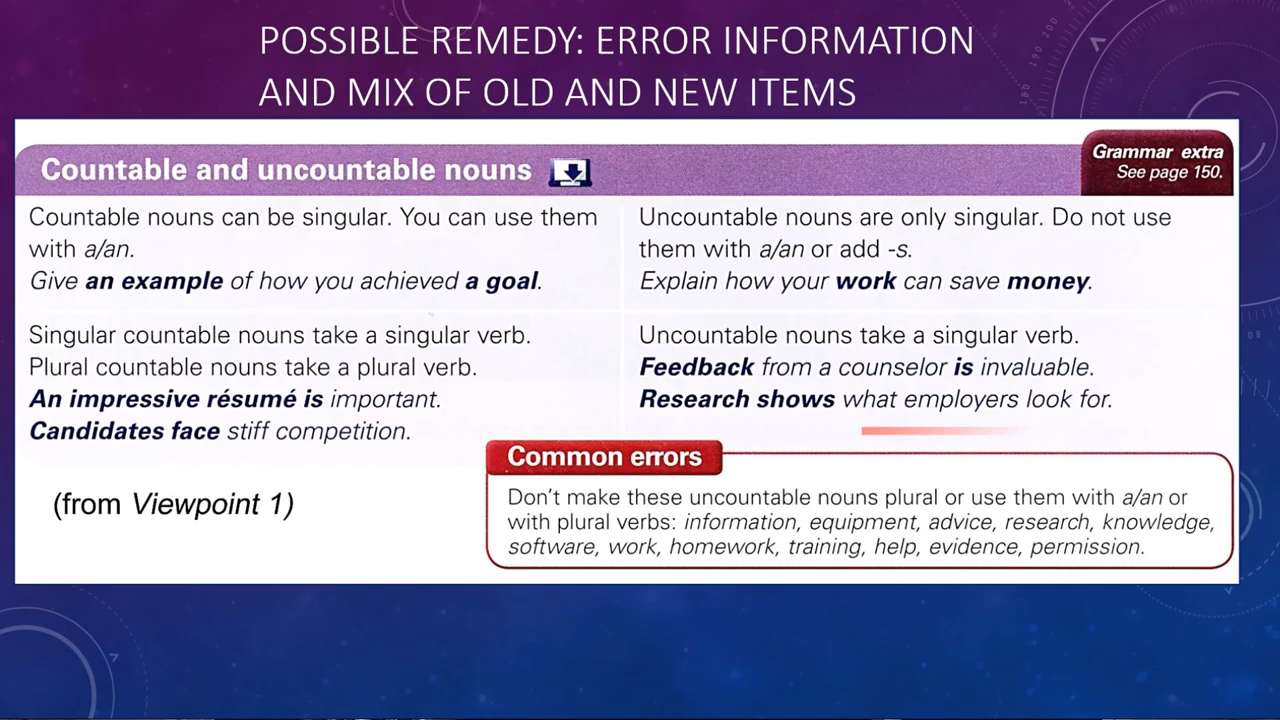 POSSIBLE REMEDY: ERROR INFORMATION
AND MIX OF OLD AND NEW ITEMS
Countable and uncountable nouns
Grammar extra
See page 150.
Countable nouns can be singular. You can use them
with a/an.
Give an example of how you achieved a goal.
Uncountable nouns are only singular. Do not use
them with a/an or add -s.
Explain how your work can save money.
Singular countable nouns take a singular verb.
Plural countable nouns take a plural verb.
An impressive résumé is important.
Candidates face stiff competition.
Uncountable nouns take a singular verb.
Feedback from a counselor is invaluable.
Research shows what employers look for.
Common errors
Don't make these uncountable nouns plural or use them with a/an or
with plural verbs: information, equipment, advice, research, knowledge,
software, work, homework, training, help, evidence, permission.
(from Viewpoint 1)